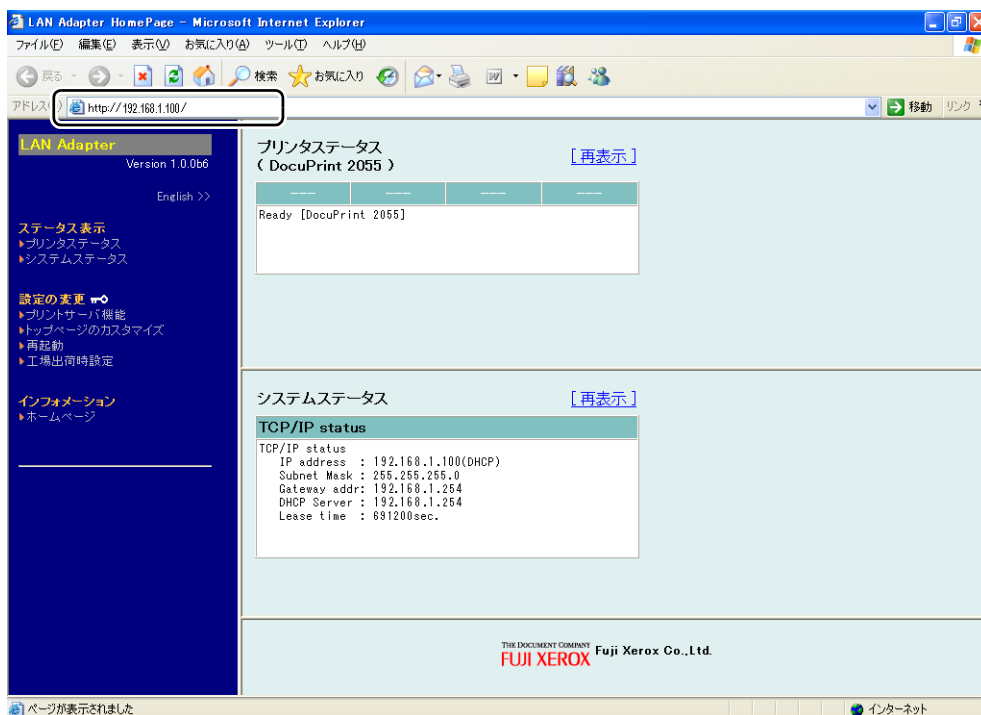 LAN Adapter HomePage - Microsoft Internet Explorer
ファイル(F) 編集(E) 表示(V) お気に入り(A) ツール(T) ヘルプ(H)
戻る 検索 お気に入り
http://192.168.1.100/ 移動 リンク
LAN Adapter
Version 1.0.0b6
English >>
ステータス表示
プリンタステータス
システムステータス
設定の変更
プリントサーバ機能
トップページのカスタマイズ
再起動
工場出荷時設定
インフォメーション
ホームページ
プリンタステータス
( DocuPrint 2055 )
[再表示]
--- --- --- ---
Ready [DocuPrint 2055]
システムステータス
[再表示]
TCP/IP status
TCP/IP status
IP address : 192.168.1.100(DHCP)
Subnet Mask : 255.255.255.0
Gateway addr: 192.168.1.254
DHCP Server : 192.168.1.254
Lease time : 691200sec.
THE DOCUMENT COMPANY
FUJI XEROX
Fuji Xerox Co.,Ltd.
ページが表示されました インターネット